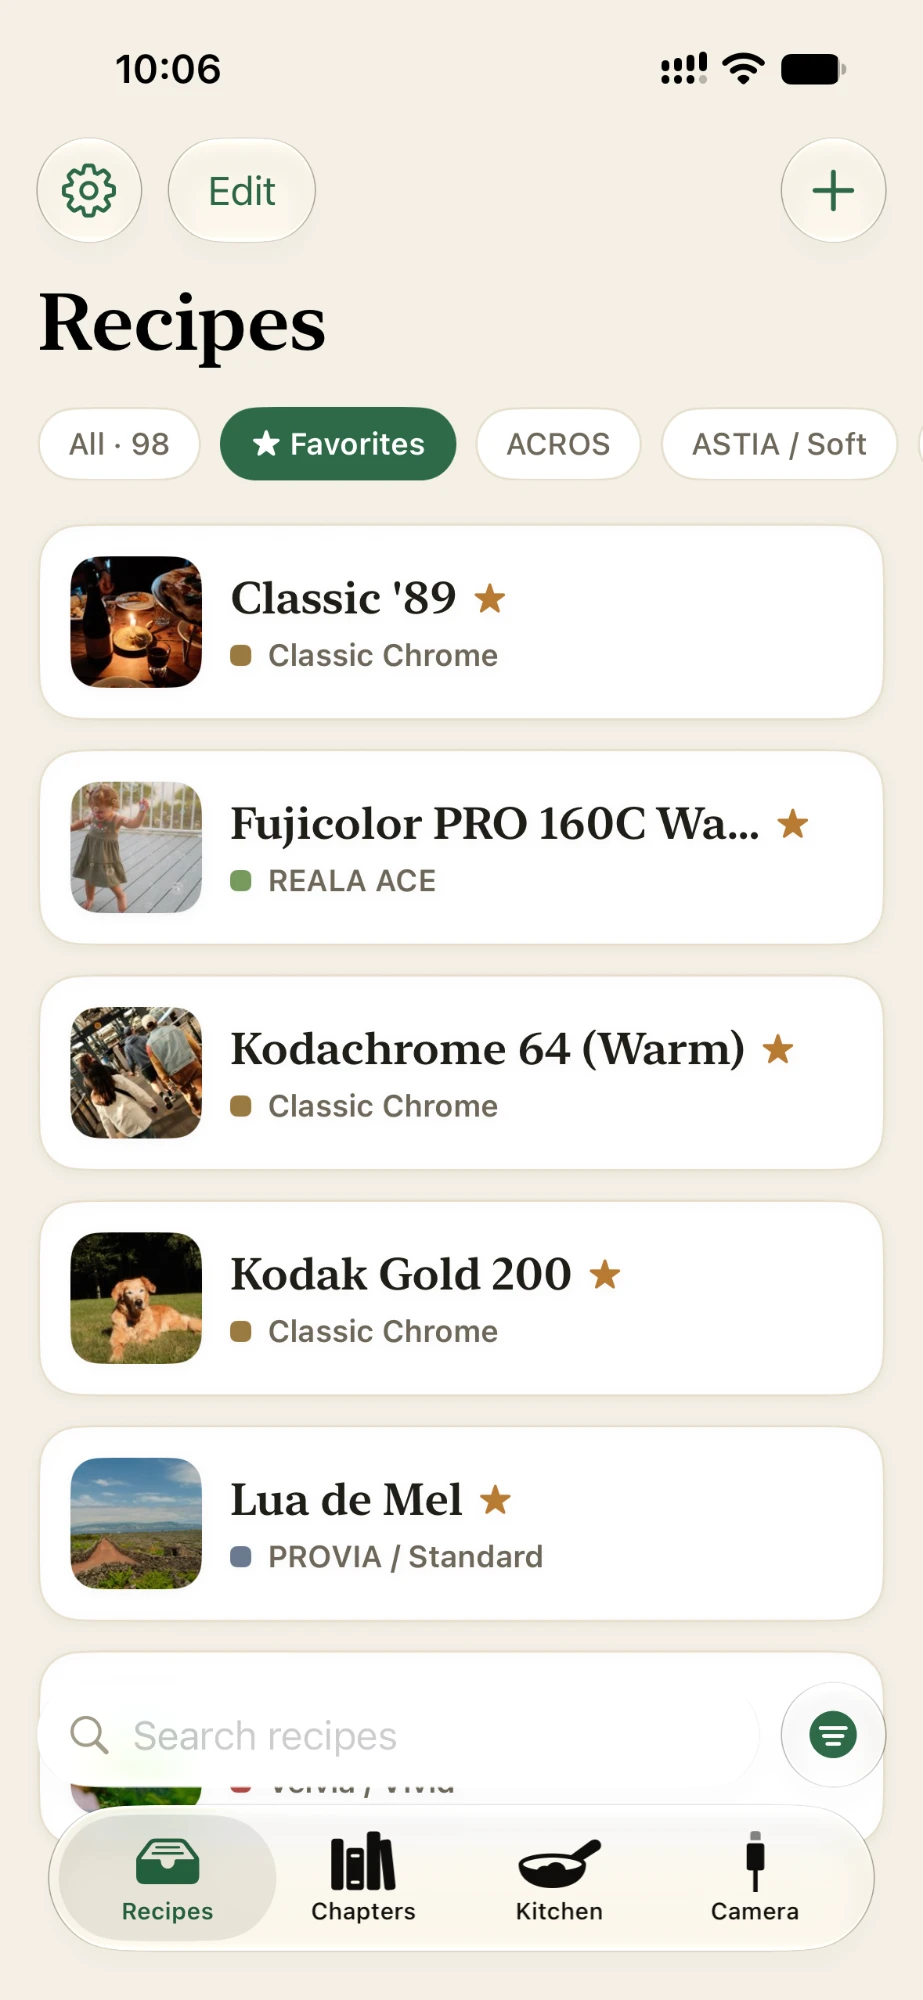 10:06
Edit
Recipes
All · 98
★ Favorites
ACROS
ASTIA / Soft
Classic '89 ★
Classic Chrome
Fujicolor PRO 160C Wa... ★
REALA ACE
Kodachrome 64 (Warm) ★
Classic Chrome
Kodak Gold 200 ★
Classic Chrome
Lua de Mel ★
PROVIA / Standard
Search recipes
Velvia / Vivid
Recipes
Chapters
Kitchen
Camera